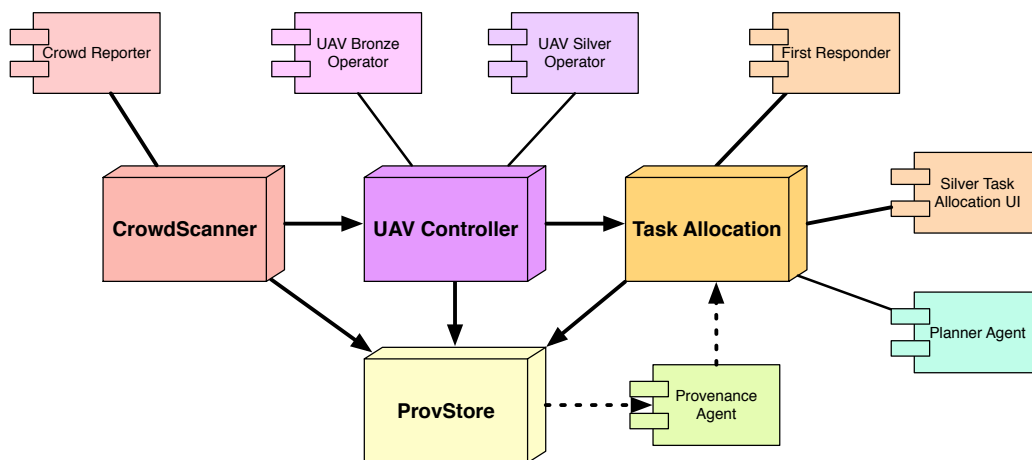 Crowd Reporter
UAV Bronze
Operator
UAV Silver
Operator
First Responder
CrowdScanner
UAV Controller
Task Allocation
Silver Task
Allocation UI
Planner Agent
ProvStore
Provenance
Agent